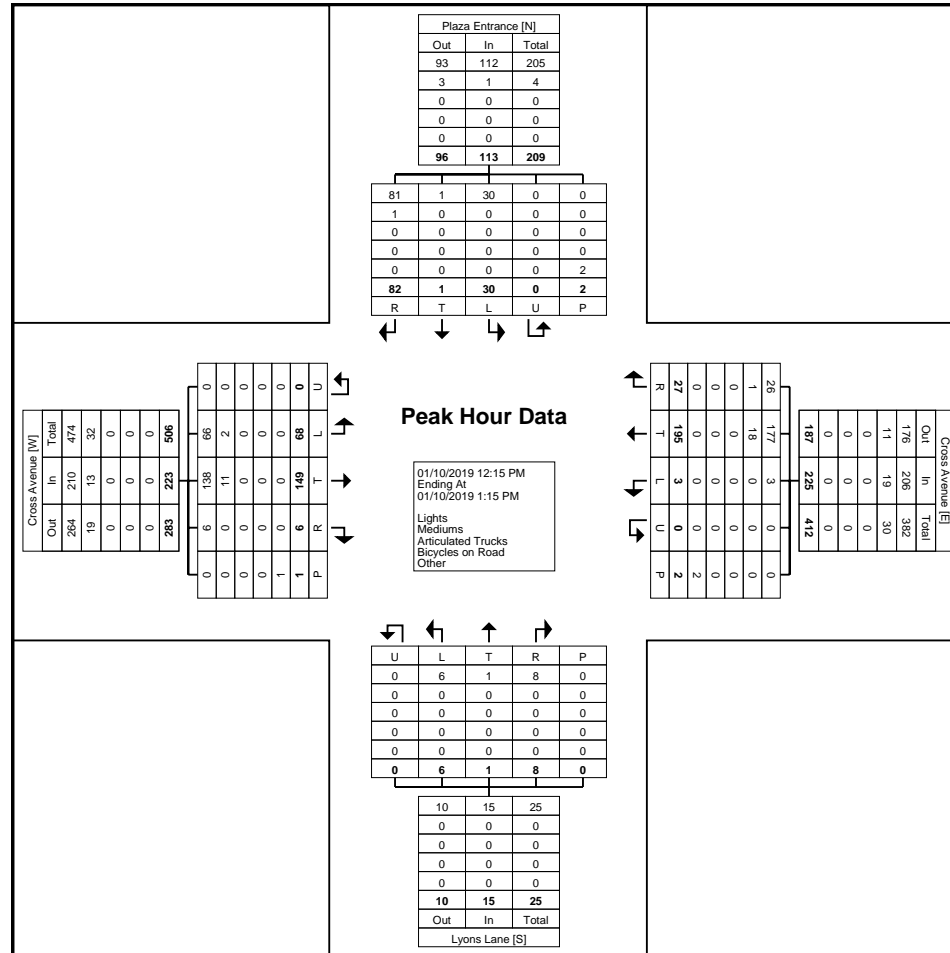 Plaza Entrance [N]
Out In Total
93 112 205
3 1 4
0 0 0
0 0 0
0 0 0
96 113 209
81 1 30 0 0
1 0 0 0 0
0 0 0 0 0
0 0 0 0 0
0 0 0 0 2
82 1 30 0 2
R T L U P
Cross Avenue [W]
Total 474 32 0 0 0 506
In 210 13 0 0 0 223
Out 264 19 0 0 0 283
0 0 0 0 0 0 U
66 2 0 0 0 68 L
138 11 0 0 0 149 T
6 0 0 0 0 6 R
0 0 0 0 1 1 P
Peak Hour Data
01/10/2019 12:15 PM
Ending At
01/10/2019 1:15 PM
Lights
Mediums
Articulated Trucks
Bicycles on Road
Other
R 27 0 0 0 1 26
T 195 0 0 0 18 177
L 3 0 0 0 0 3
U 0 0 0 0 0 0
P 2 2 0 0 0 0
187 0 0 0 11 176 Out
225 0 0 0 19 206 In
412 0 0 0 30 382 Total
Cross Avenue [E]
U L T R P
0 6 1 8 0
0 0 0 0 0
0 0 0 0 0
0 0 0 0 0
0 0 0 0 0
0 6 1 8 0
10 15 25
0 0 0
0 0 0
0 0 0
0 0 0
10 15 25
Out In Total
Lyons Lane [S]